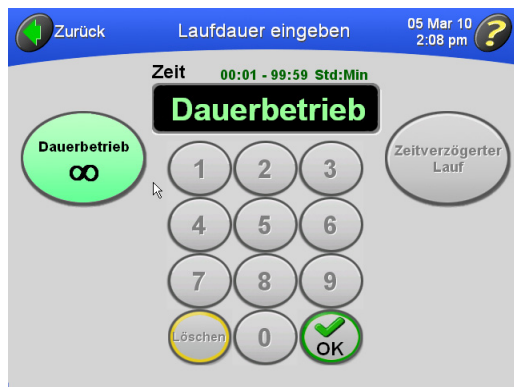 Zurück
Laufdauer eingeben
05 Mar 10
2:08 pm
?
Zeit 00:01 - 99:59 Std:Min
Dauerbetrieb
Dauerbetrieb
∞
Zeitverzögerter
Lauf
1 2 3
4 5 6
7 8 9
Löschen 0 OK